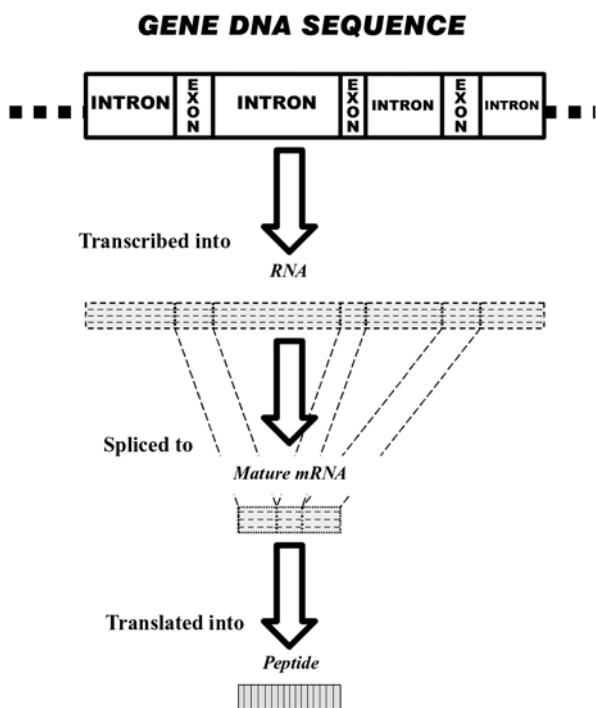 GENE DNA SEQUENCE
INTRON EXON INTRON EXON INTRON EXON INTRON
Transcribed into
RNA
Spliced to
Mature mRNA
Translated into
Peptide